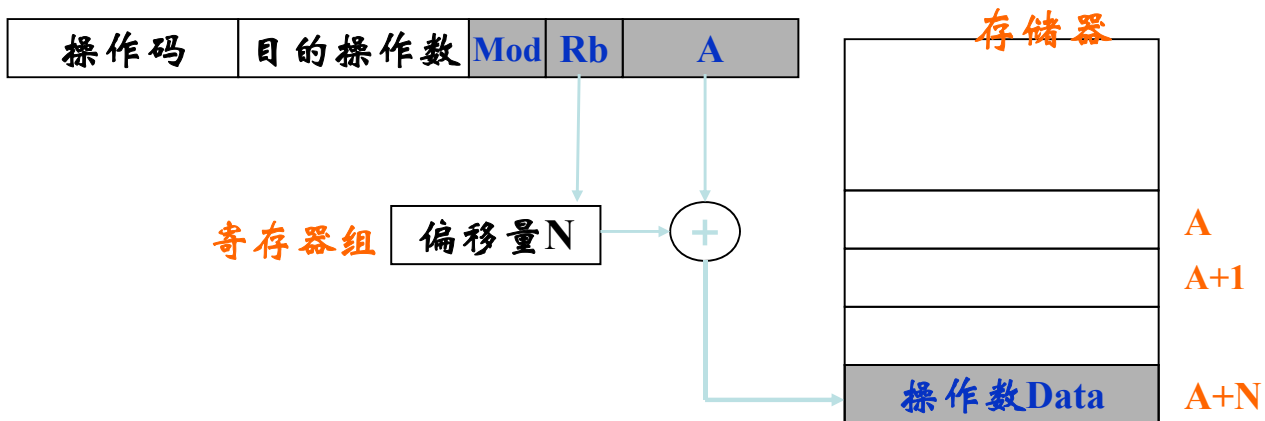 存储器
操作码 目的操作数 Mod Rb A
寄存器组 偏移量N +
A
A+1
操作数Data A+N